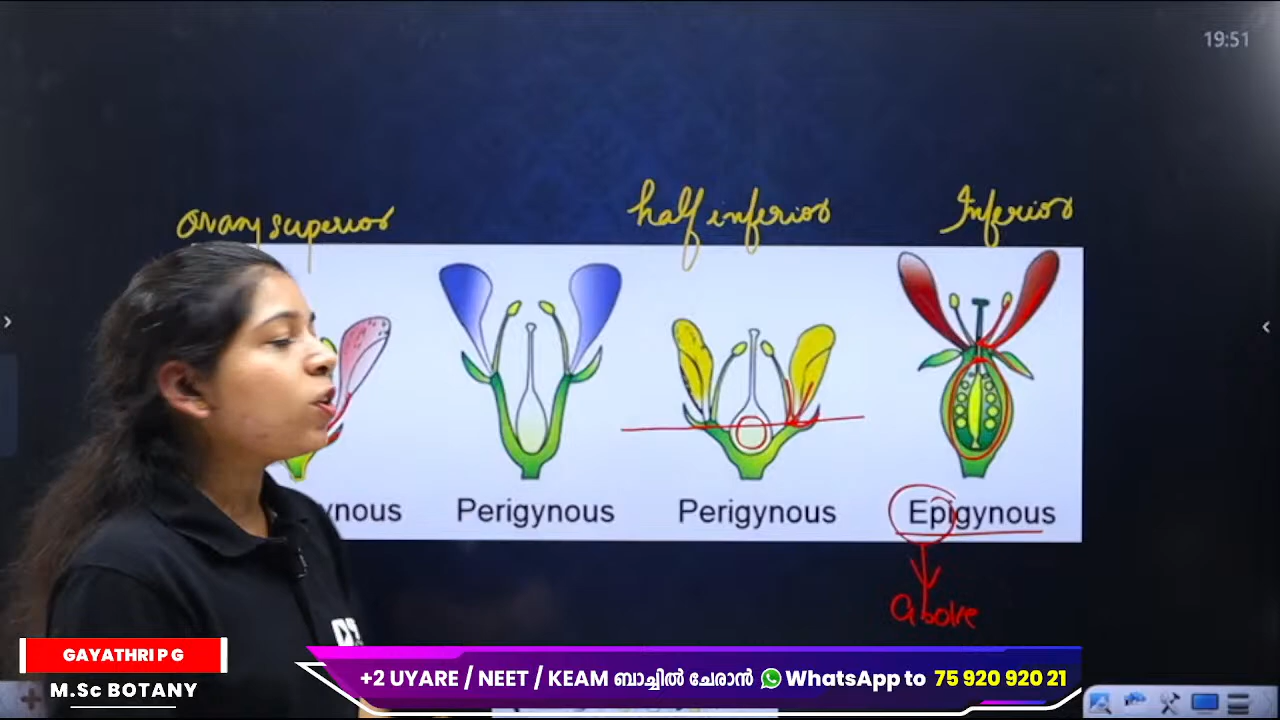 19:51
Ovary superior
half inferior
Inferior
ynous
Perigynous
Perigynous
Epigynous
above
GAYATHRI P G
M.Sc BOTANY
+2 UYARE / NEET / KEAM ബാച്ചിൽ ചേരാൻ WhatsApp to 75 920 920 21